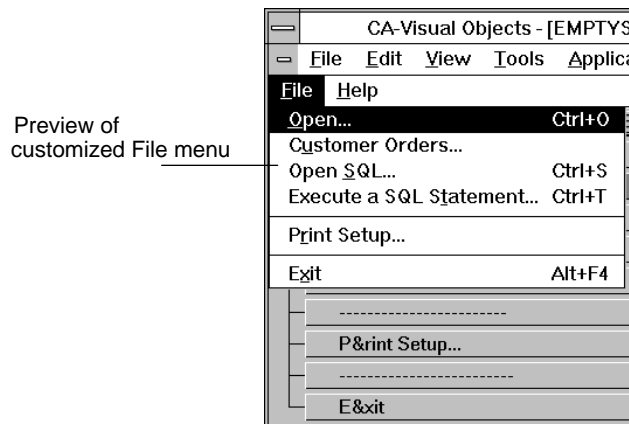 CA-Visual Objects - [EMPTYS
File Edit View Tools Applica
File Help
Preview of
customized File menu
Open... Ctrl+O
Customer Orders...
Open SQL... Ctrl+S
Execute a SQL Statement... Ctrl+T
Print Setup...
Exit Alt+F4
-----------------------
P&rint Setup...
------------------------
E&xit